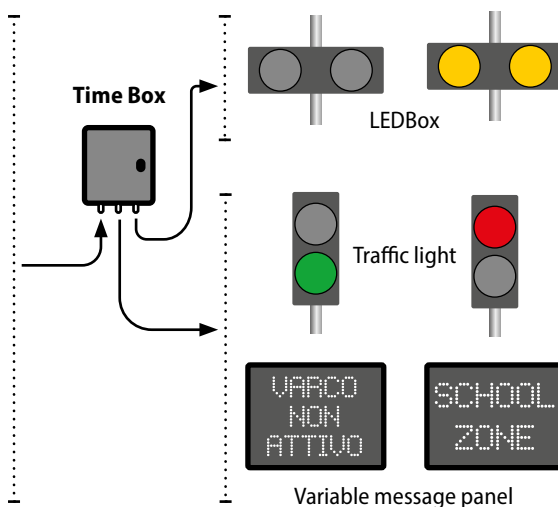 Time Box
LEDBox
Traffic light
VARCO
NON
ATTIVO
SCHOOL
ZONE
Variable message panel